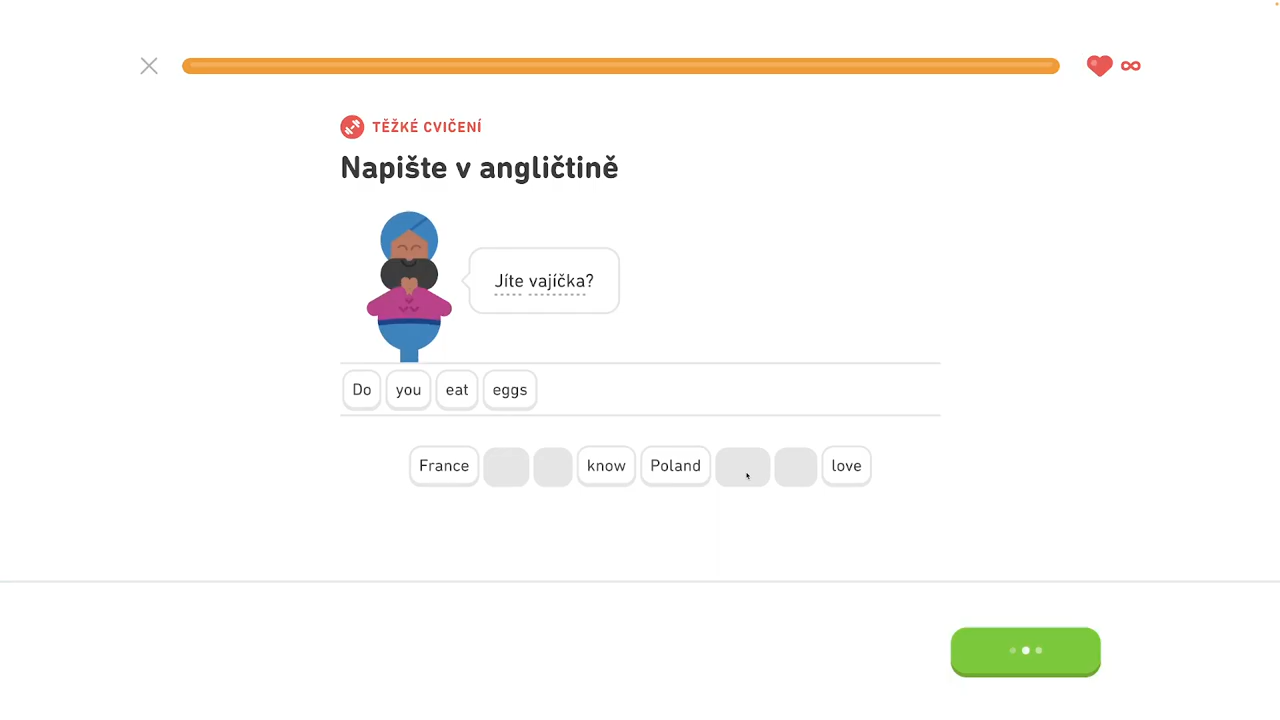 TĚŽKÉ CVIČENÍ
Napište v angličtině
Jíte vajíčka?
Do you eat eggs
France know Poland love